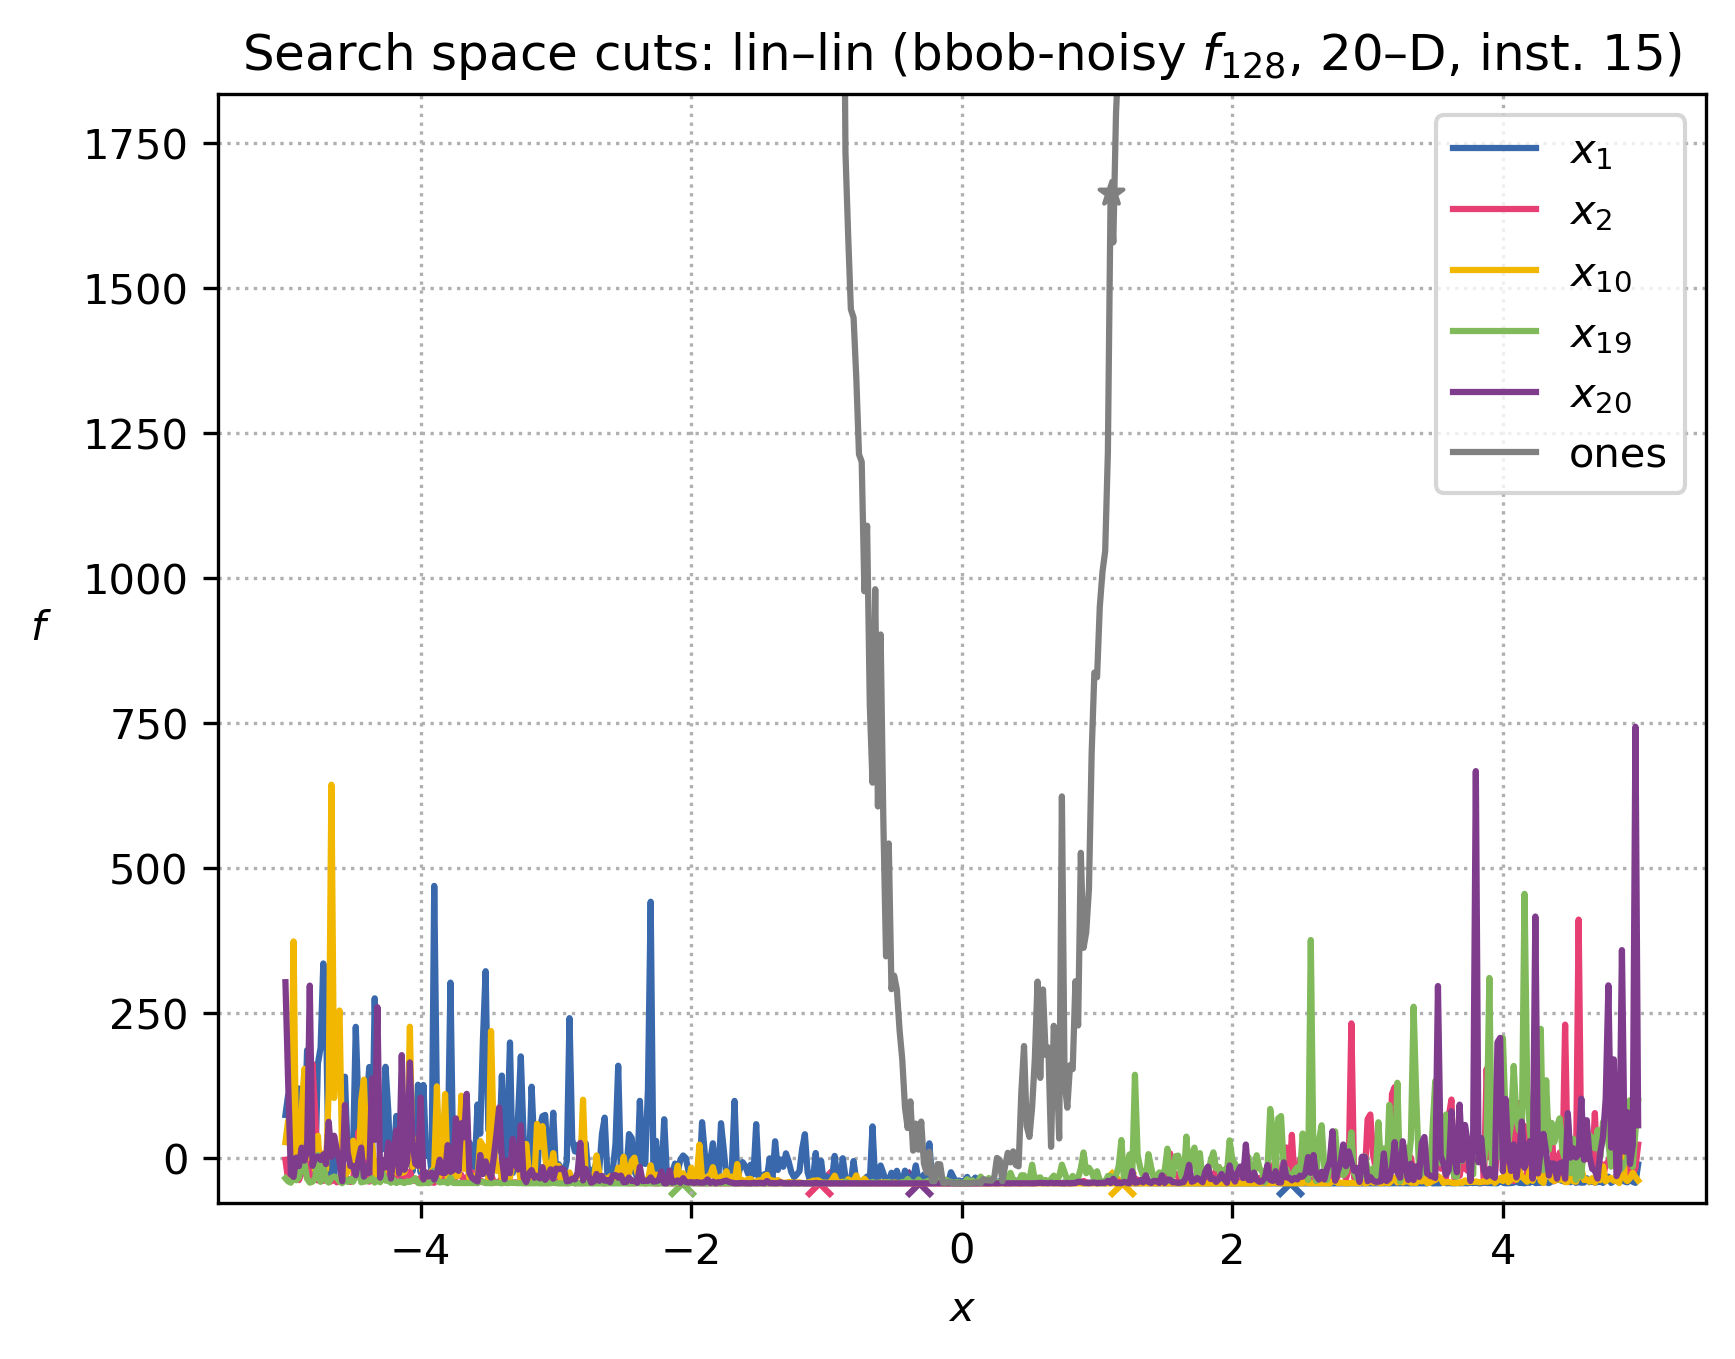 Search space cuts: lin–lin (bbob-noisy f₁₂₈, 20–D, inst. 15)
1750
1500
1250
1000
750
500
250
0
f
−4
−2
0
2
4
x
x₁
x₂
x₁₀
x₁₉
x₂₀
ones